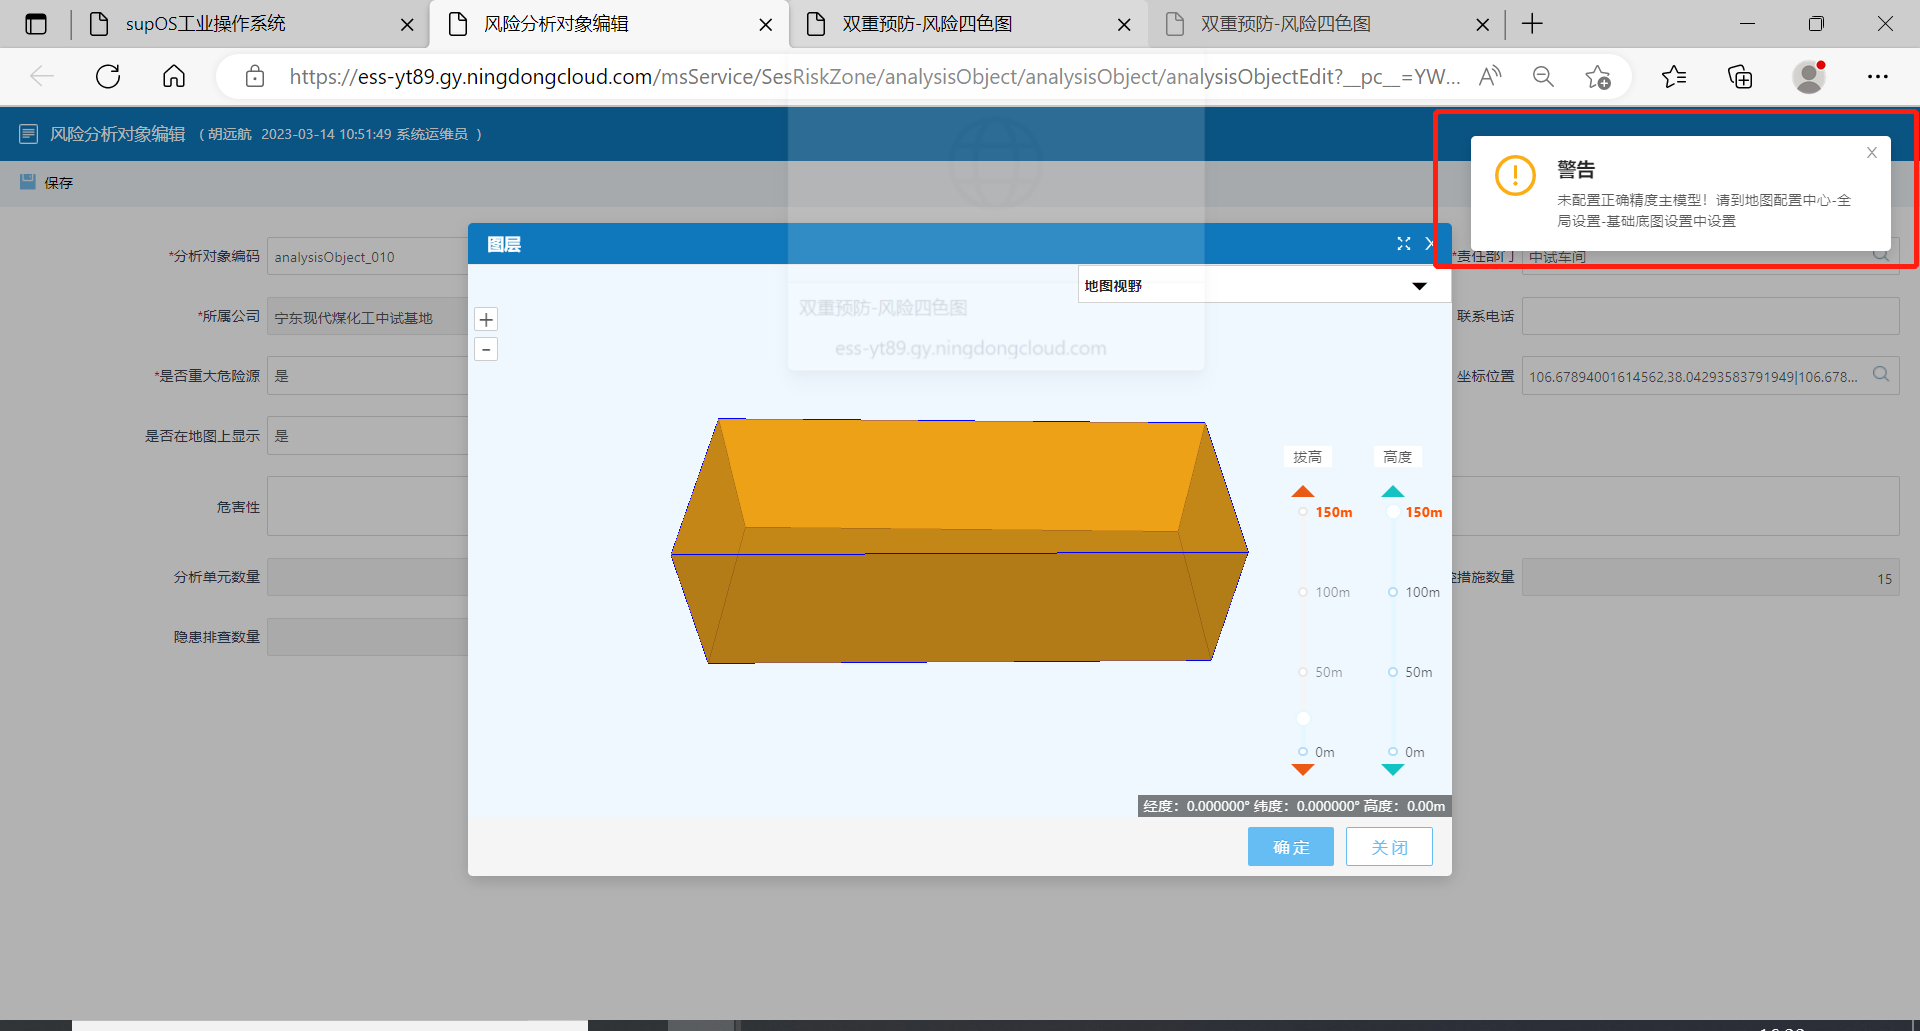 supOS工业操作系统
风险分析对象编辑
双重预防-风险四色图
双重预防-风险四色图
https://ess-yt89.gy.ningdongcloud.com/msService/SesRiskZone/analysisObject/analysisObject/analysisObjectEdit?__pc__=YW...
风险分析对象编辑 ( 胡远航 2023-03-14 10:51:49 系统运维员 )
警告
未配置正确精度主模型！请到地图配置中心-全
局设置-基础底图设置中设置
保存
图层
*分析对象编码 analysisObject_010
*责任部门 中试车间
地图视野
双重预防-风险四色图
ess-yt89.gy.ningdongcloud.com
*所属公司 宁东现代煤化工中试基地
联系电话
*是否重大危险源 是
坐标位置 106.67894001614562,38.04293583791949|106.678...
是否在地图上显示 是
拔高 高度
危害性
150m 150m
分析单元数量
措施数量 15
100m 100m
隐患排查数量
50m 50m
0m 0m
经度：0.000000° 纬度：0.000000° 高度：0.00m
确定 关闭